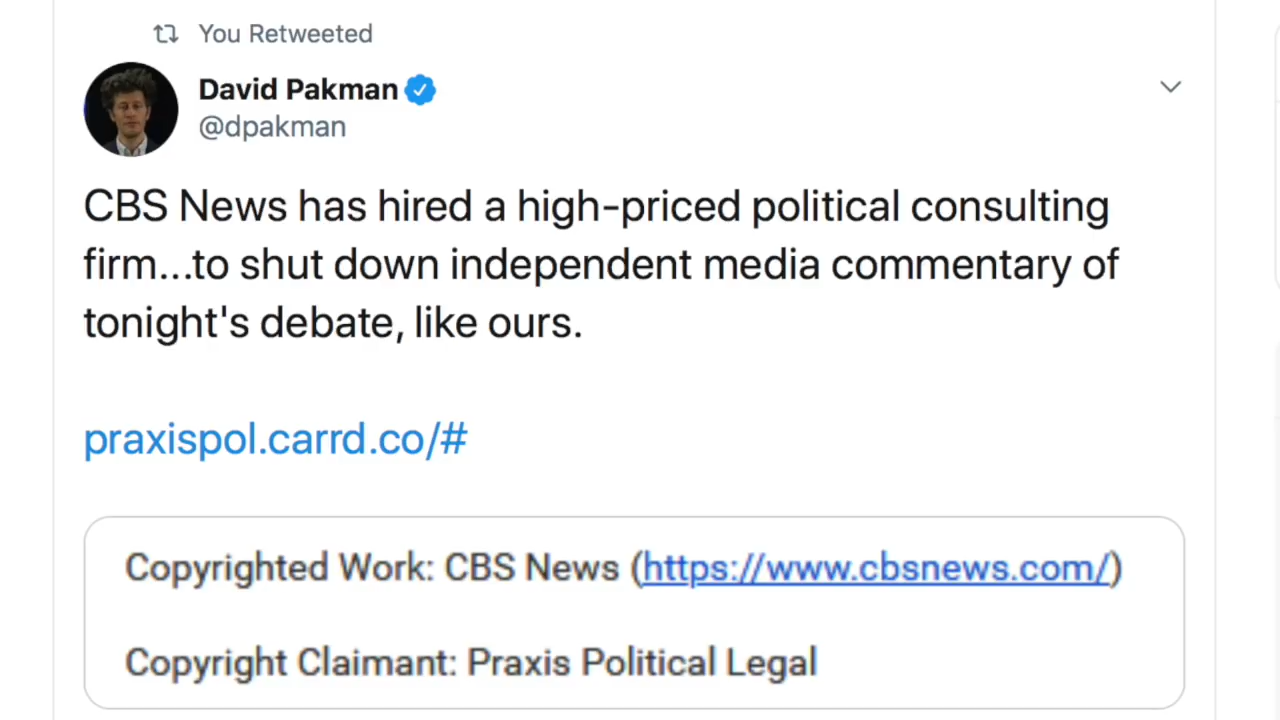 You Retweeted
David Pakman
@dpakman
CBS News has hired a high-priced political consulting
firm...to shut down independent media commentary of
tonight's debate, like ours.
praxispol.carrd.co/#
Copyrighted Work: CBS News (https://www.cbsnews.com/)
Copyright Claimant: Praxis Political Legal